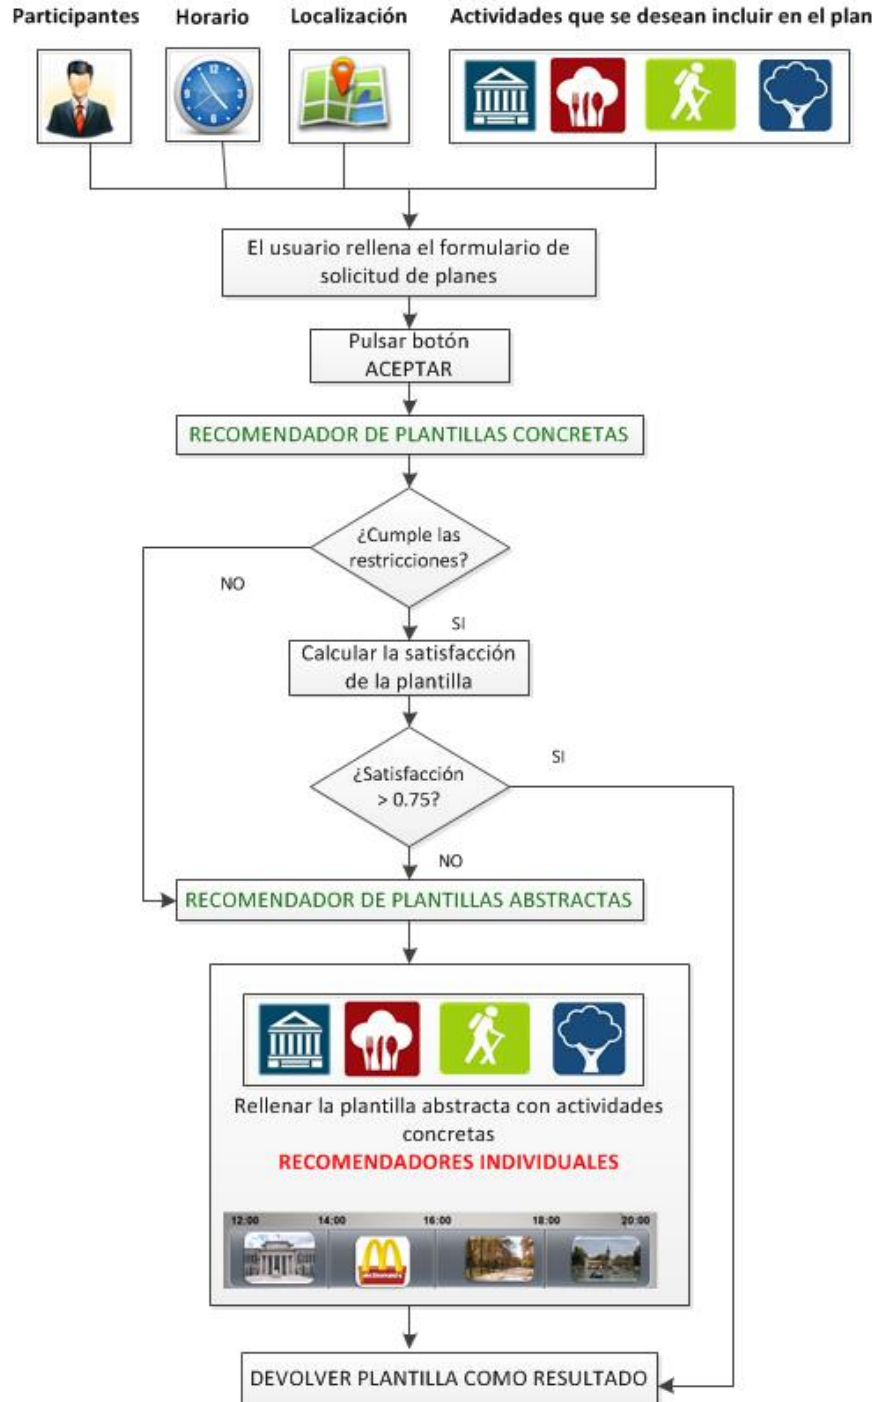 Participantes
Horario
Localización
Actividades que se desean incluir en el plan
El usuario rellena el formulario de
solicitud de planes
Pulsar botón
ACEPTAR
RECOMENDADOR DE PLANTILLAS CONCRETAS
¿Cumple las
restricciones?
NO
SI
Calcular la satisfacción
de la plantilla
¿Satisfacción
> 0.75?
SI
NO
RECOMENDADOR DE PLANTILLAS ABSTRACTAS
Rellenar la plantilla abstracta con actividades
concretas
RECOMENDADORES INDIVIDUALES
12:00 14:00 16:00 18:00 20:00
McDonald's
DEVOLVER PLANTILLA COMO RESULTADO